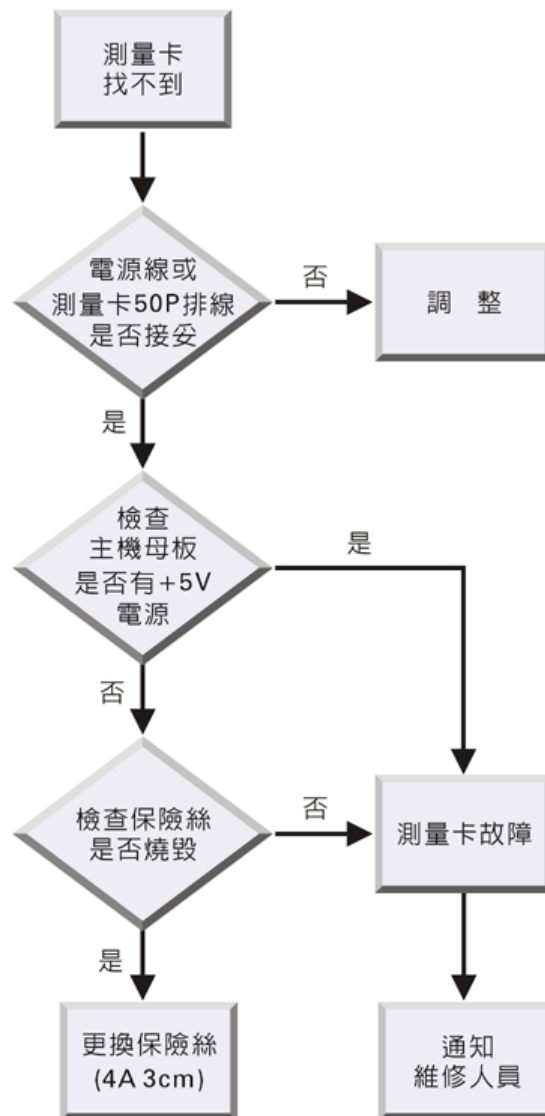 測量卡
找不到
電源線或
測量卡50P排線
是否接妥
否
調 整
是
檢查
主機母板
是否有+5V
電源
是
否
檢查保險絲
是否燒毀
否
測量卡故障
是
更換保險絲
(4A 3cm)
通知
維修人員